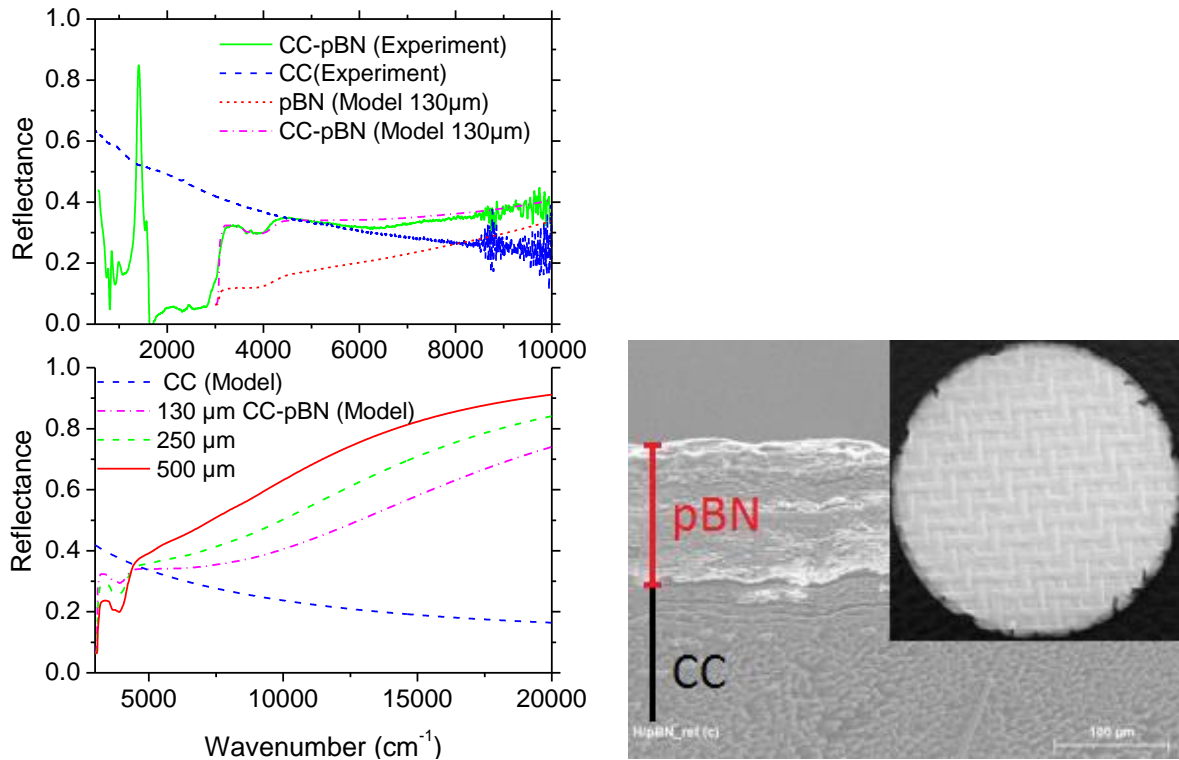 1.0
0.8
0.6
0.4
0.2
0.0
Reflectance
CC-pBN (Experiment)
CC(Experiment)
pBN (Model 130µm)
CC-pBN (Model 130µm)
2000 4000 6000 8000 10000
1.0
0.8
0.6
0.4
0.2
0.0
Reflectance
CC (Model)
130 µm CC-pBN (Model)
250 µm
500 µm
5000 10000 15000 20000
Wavenumber (cm⁻¹)
pBN
CC
H/pBN_ref (c)
100 µm